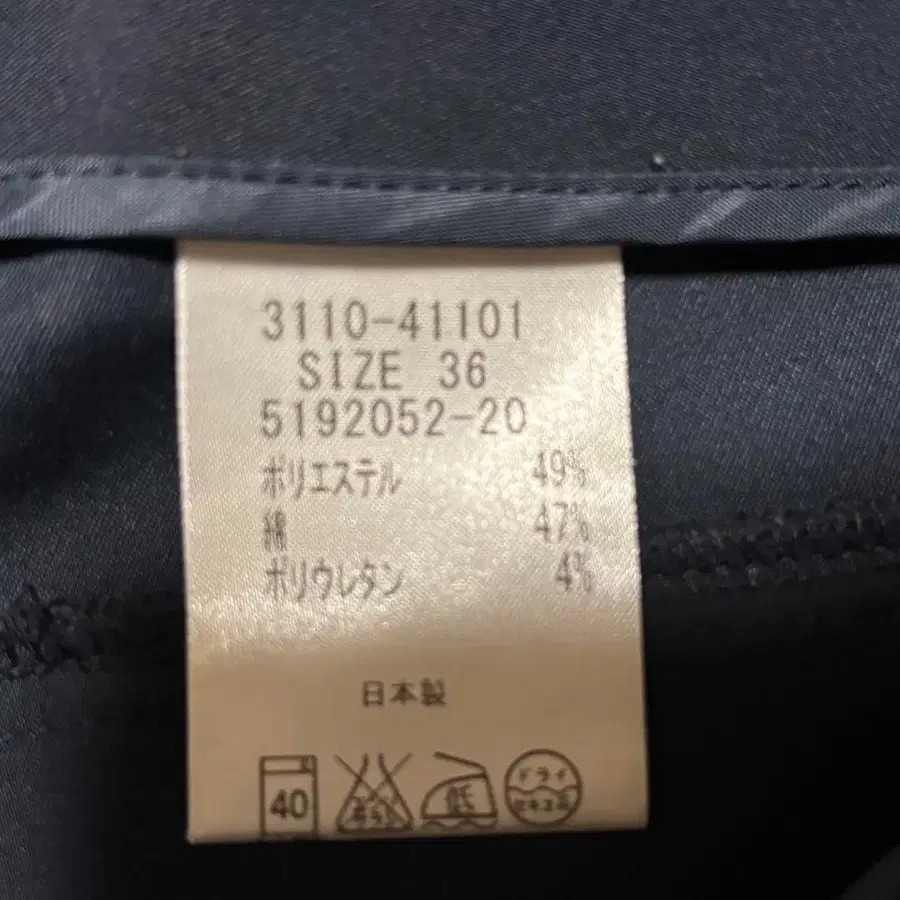 3110-41101
SIZE 36
5192052-20
ポリエステル 49%
綿 47%
ポリウレタン 4%
日本製
40 低 ドライ